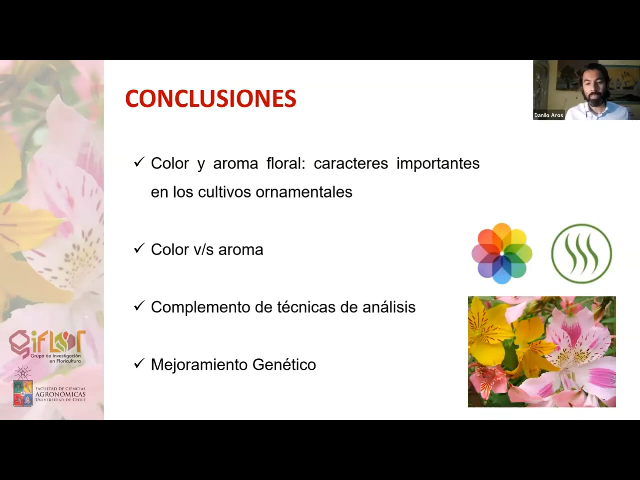 CONCLUSIONES
Danilo Aros
✓ Color y aroma floral: caracteres importantes
en los cultivos ornamentales
✓ Color v/s aroma
✓ Complemento de técnicas de análisis
✓ Mejoramiento Genético
GiFLOR
Grupo de Investigación
en Floricultura
FACULTAD DE CIENCIAS
AGRONÓMICAS
UNIVERSIDAD DE CHILE